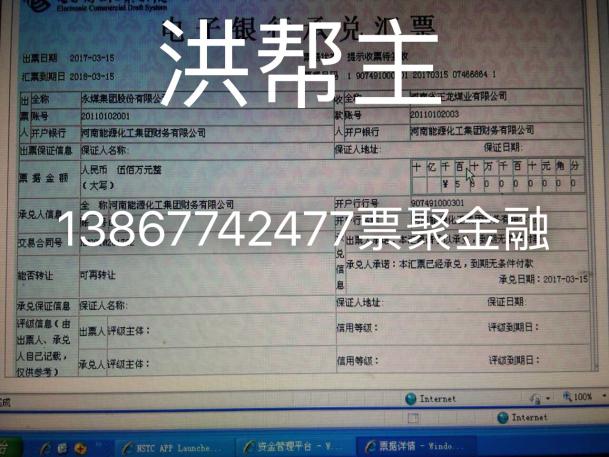 Electronic Commercial Draft System
电子银行承兑汇票
出票日期 2017-03-15 提示收票待签收
汇票到期日 2018-03-15 1 907491000301 20170315 07466664 1
洪帮主
出 全称 永煤集团股份有限公 收 全称 正龙煤业有限公司
票 账号 20110102001 款 账号 20110102003
人 开户银行 河南能源化工集团财务有限公司 人 开户银行 河南能源化工集团财务有限公司
出票保证信息 保证人名称: 保证人地址: 保证日期:
票据金额 人民币 伍佰万元整 (大写) 十 亿 千 百 十 万 千 百 十 元 角 分
¥ 5 0 0 0 0 0 0 0 0
承兑人信息 全 称 河南能源化工集团财务有限公司 开户行行号 907491000301
13867742477票聚金融
交易合同号
能否转让 可再转让 承兑信息 承兑人承诺:本汇票已经承兑,到期无条件付款
承兑日期:2017-03-15
承兑保证信息 保证人名称: 保证人地址: 保证日期:
评级信息(由出票人、承兑人自己记载,仅供参考) 出票人 评级主体: 信用等级: 评级到期日:
承兑人 评级主体: 信用等级: 评级到期日:
完成 Internet 100%
Internet
NSTC APP Launche... 资金管理平台 - W... 票据详情 - Window...